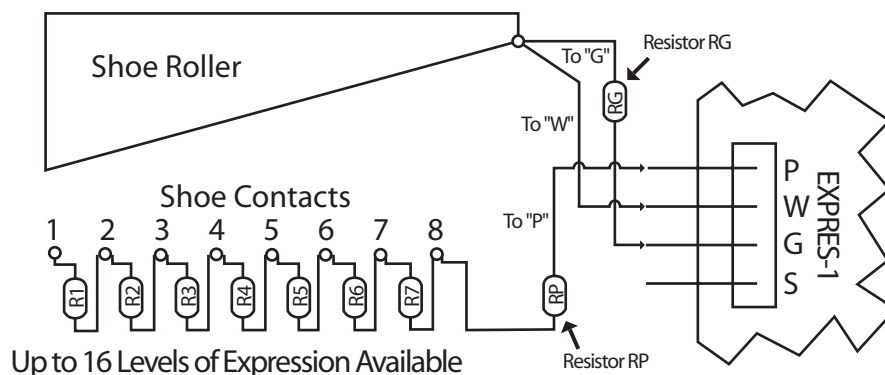 Shoe Roller
To "G"
Resistor RG
RG
To "W"
Shoe Contacts
1 2 3 4 5 6 7 8
To "P"
P
W
G
S
EXPRES-1
R1 R2 R3 R4 R5 R6 R7
RP
Resistor RP
Up to 16 Levels of Expression Available